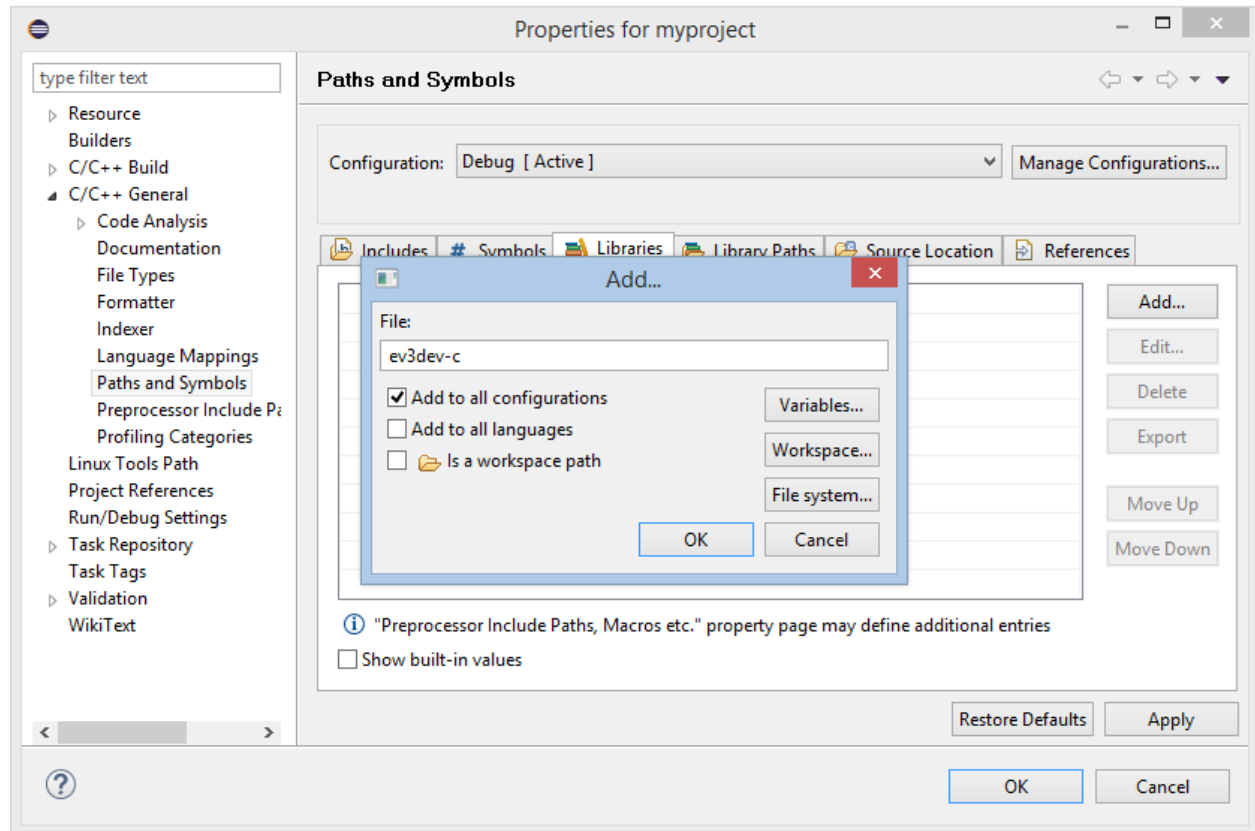 Properties for myproject
type filter text
Resource
Builders
C/C++ Build
C/C++ General
Code Analysis
Documentation
File Types
Formatter
Indexer
Language Mappings
Paths and Symbols
Preprocessor Include Pa
Profiling Categories
Linux Tools Path
Project References
Run/Debug Settings
Task Repository
Task Tags
Validation
WikiText
Paths and Symbols
Configuration: Debug [ Active ] Manage Configurations...
Includes # Symbols Libraries Library Paths Source Location References
Add...
File:
ev3dev-c
Add to all configurations
Add to all languages
Is a workspace path
Variables...
Workspace...
File system...
OK Cancel
Add...
Edit...
Delete
Export
Move Up
Move Down
"Preprocessor Include Paths, Macros etc." property page may define additional entries
Show built-in values
Restore Defaults Apply
OK Cancel